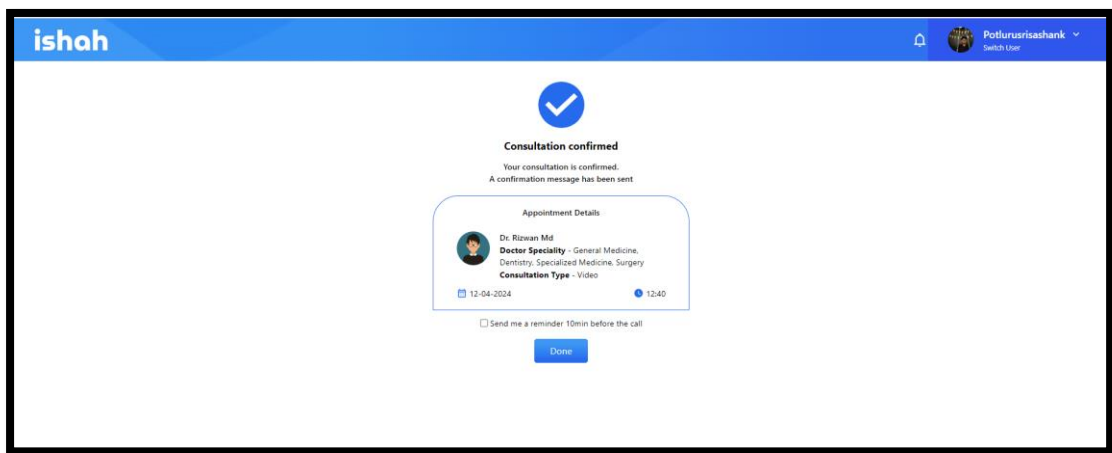 ishah
Potlurusrisashank
Switch User
Consultation confirmed
Your consultation is confirmed.
A confirmation message has been sent
Appointment Details
Dr. Rizwan Md
Doctor Speciality - General Medicine,
Dentistry, Specialized Medicine, Surgery
Consultation Type - Video
12-04-2024 12:40
Send me a reminder 10min before the call
Done